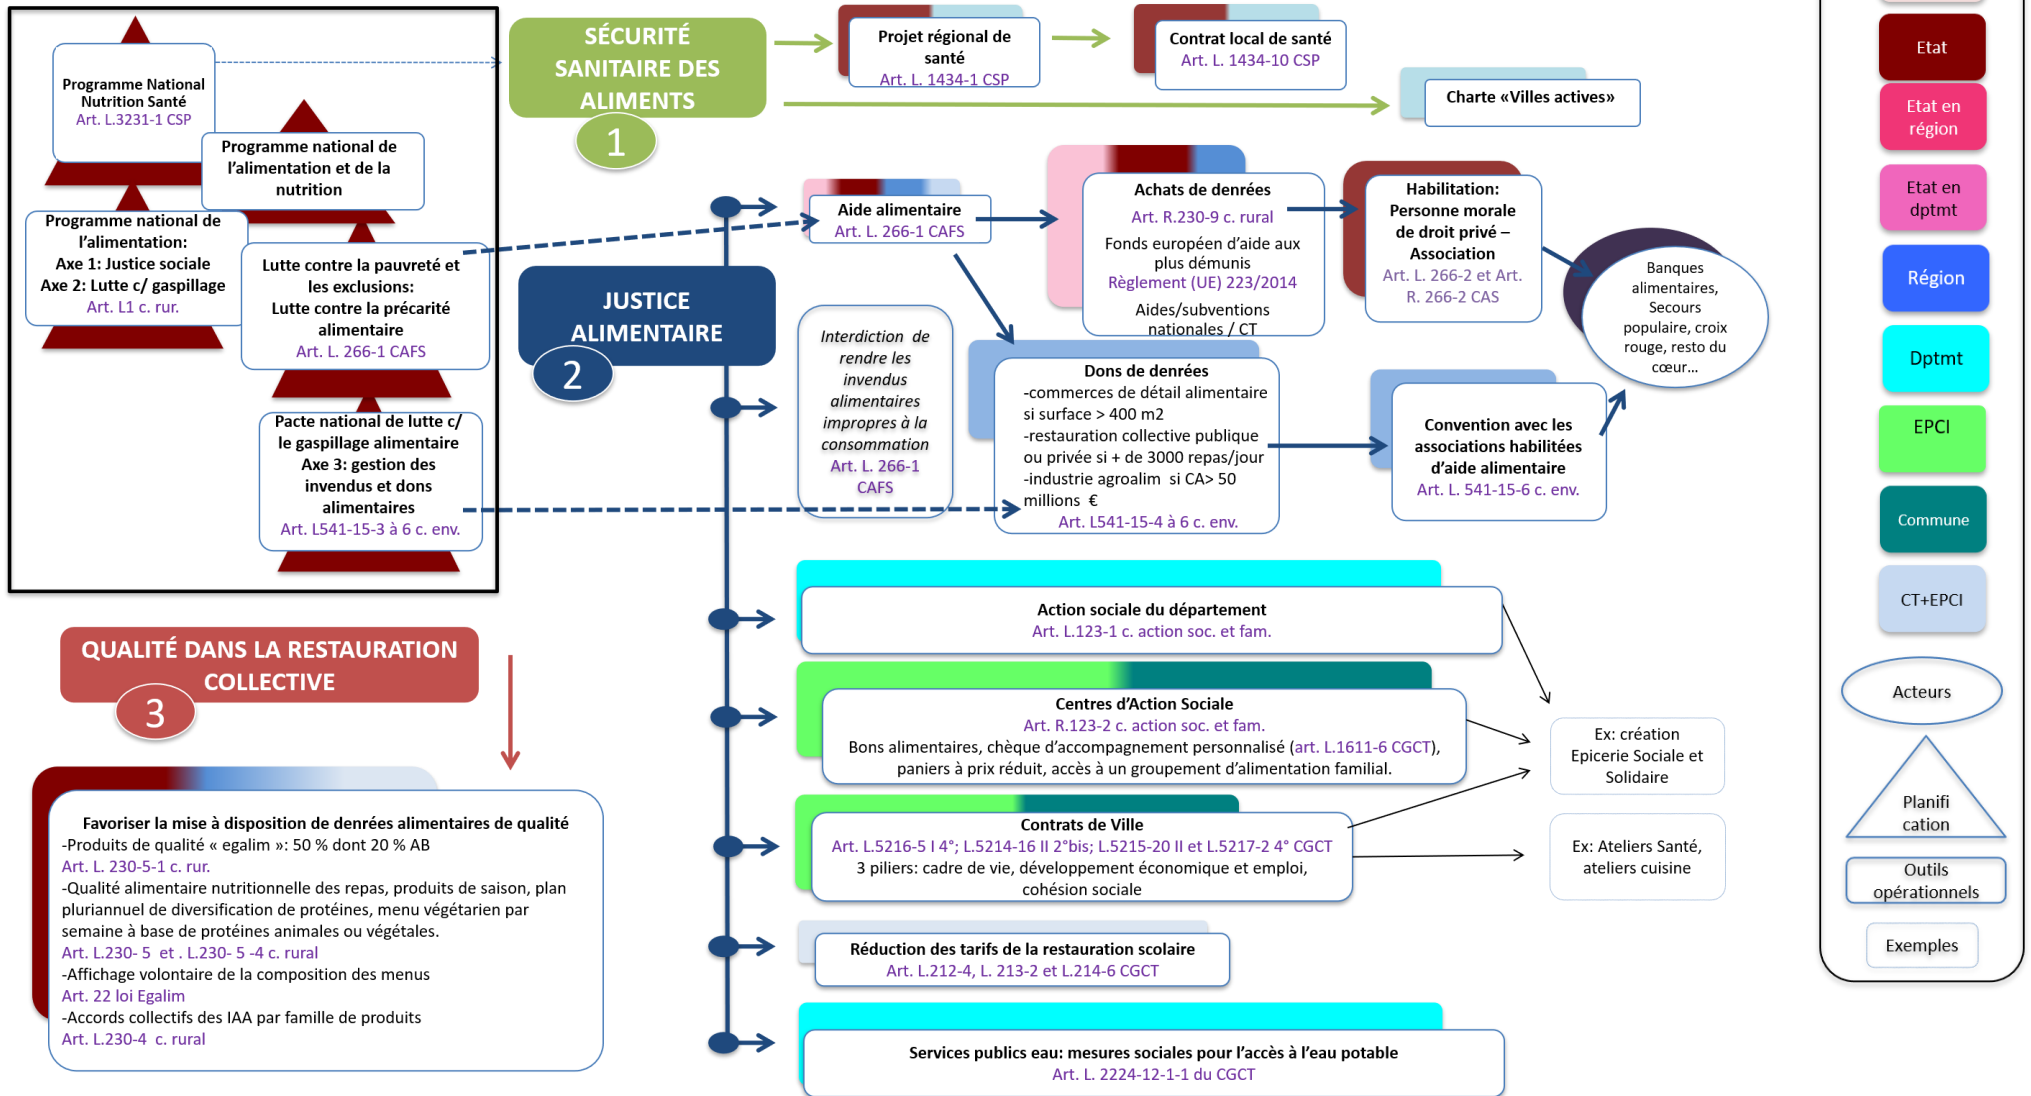 Programme National
Nutrition Santé
Art. L.3231-1 CSP
Programme national de
l’alimentation et de la
nutrition
Programme national de
l’alimentation:
Axe 1: Justice sociale
Axe 2: Lutte c/ gaspillage
Art. L1 c. rur.
Lutte contre la pauvreté et
les exclusions:
Lutte contre la précarité
alimentaire
Art. L. 266-1 CAFS
Pacte national de lutte c/
le gaspillage alimentaire
Axe 3: gestion des
invendus et dons
alimentaires
Art. L541-15-3 à 6 c. env.
SÉCURITÉ
SANITAIRE DES
ALIMENTS
1
Projet régional de
santé
Art. L. 1434-1 CSP
Contrat local de santé
Art. L. 1434-10 CSP
Charte «Villes actives»
JUSTICE
ALIMENTAIRE
2
Aide alimentaire
Art. L. 266-1 CAFS
Achats de denrées
Art. R.230-9 c. rural
Fonds européen d’aide aux
plus démunis
Règlement (UE) 223/2014
Aides/subventions
nationales / CT
Habilitation:
Personne morale
de droit privé –
Association
Art. L. 266-2 et Art.
R. 266-2 CAS
Banques
alimentaires,
Secours
populaire, croix
rouge, resto du
cœur…
Interdiction de
rendre les
invendus
alimentaires
impropres à la
consommation
Art. L. 266-1
CAFS
Dons de denrées
-commerces de détail alimentaire
si surface > 400 m2
-restauration collective publique
ou privée si + de 3000 repas/jour
-industrie agroalim si CA> 50
millions €
Art. L541-15-4 à 6 c. env.
Convention avec les
associations habilitées
d’aide alimentaire
Art. L. 541-15-6 c. env.
Action sociale du département
Art. L.123-1 c. action soc. et fam.
Centres d’Action Sociale
Art. R.123-2 c. action soc. et fam.
Bons alimentaires, chèque d’accompagnement personnalisé (art. L.1611-6 CGCT),
paniers à prix réduit, accès à un groupement d’alimentation familial.
Contrats de Ville
Art. L.5216-5 I 4°; L.5214-16 II 2°bis; L.5215-20 II et L.5217-2 4° CGCT
3 piliers: cadre de vie, développement économique et emploi,
cohésion sociale
Ex: création
Epicerie Sociale et
Solidaire
Ex: Ateliers Santé,
ateliers cuisine
Réduction des tarifs de la restauration scolaire
Art. L.212-4, L. 213-2 et L.214-6 CGCT
Services publics eau: mesures sociales pour l’accès à l’eau potable
Art. L. 2224-12-1-1 du CGCT
QUALITÉ DANS LA RESTAURATION
COLLECTIVE
3
Favoriser la mise à disposition de denrées alimentaires de qualité
-Produits de qualité « egalim »: 50 % dont 20 % AB
Art. L. 230-5-1 c. rur.
-Qualité alimentaire nutritionnelle des repas, produits de saison, plan
pluriannuel de diversification de protéines, menu végétarien par
semaine à base de protéines animales ou végétales.
Art. L.230- 5 et . L.230- 5 -4 c. rural
-Affichage volontaire de la composition des menus
Art. 22 loi Egalim
-Accords collectifs des IAA par famille de produits
Art. L.230-4 c. rural
Etat
Etat en
région
Etat en
dptmt
Région
Dptmt
EPCI
Commune
CT+EPCI
Acteurs
Planifi
cation
Outils
opérationnels
Exemples